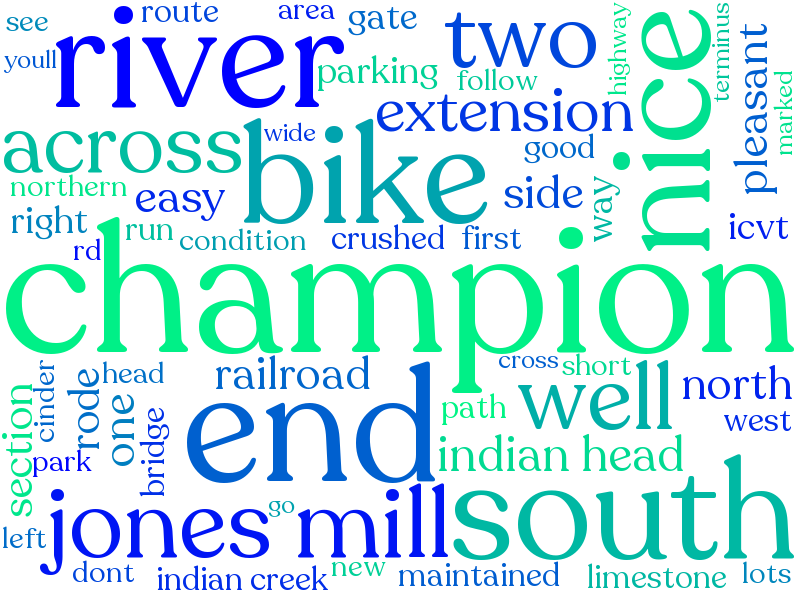 see
route
area
gate
two
highway
nice
terminus
youll
river
parking
follow
extension
pleasant
marked
across
wide
bike
good
northern
easy
side
way
right
run
condition
crushed
first
icvt
rd
champion
cinder
rode
head
railroad
cross
short
north
section
one
bridge
end
path
well
west
park
indian head
left
jones mill
go
south
dont
indian creek
new
maintained
limestone
lots